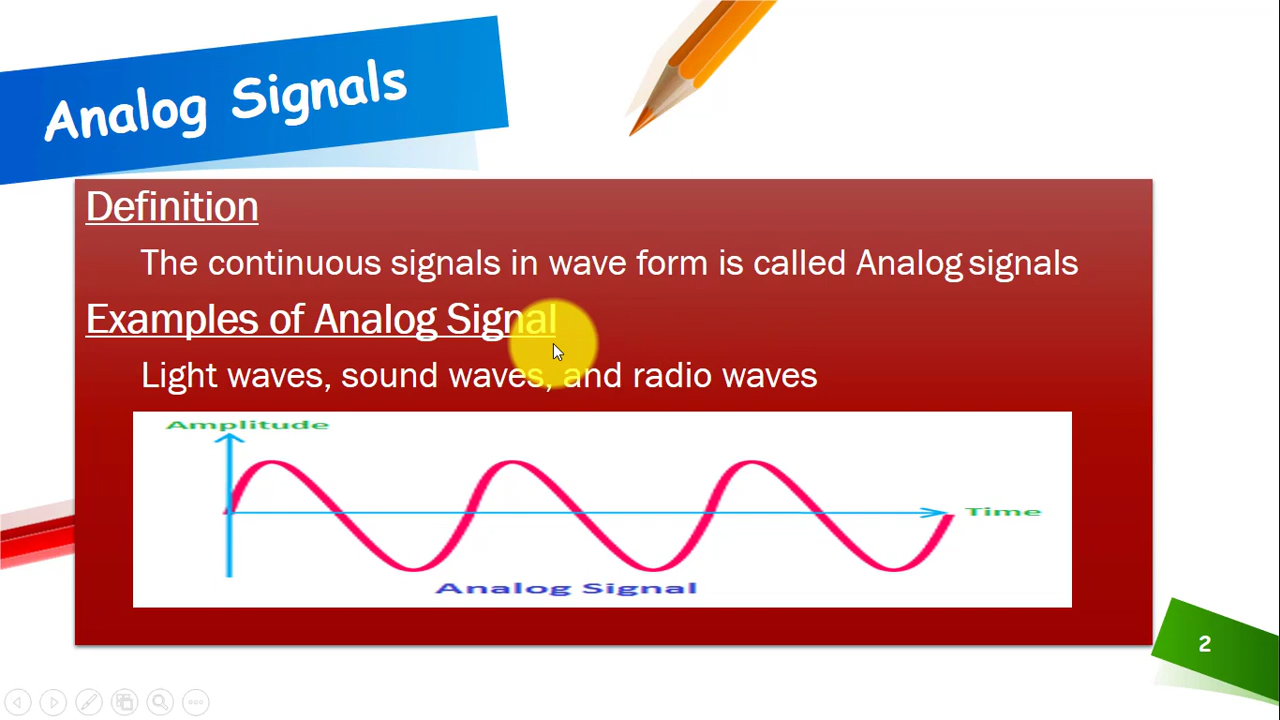 Analog Signals
Definition
The continuous signals in wave form is called Analog signals
Examples of Analog Signal
Light waves, sound waves, and radio waves
Amplitude
Time
Analog Signal
2